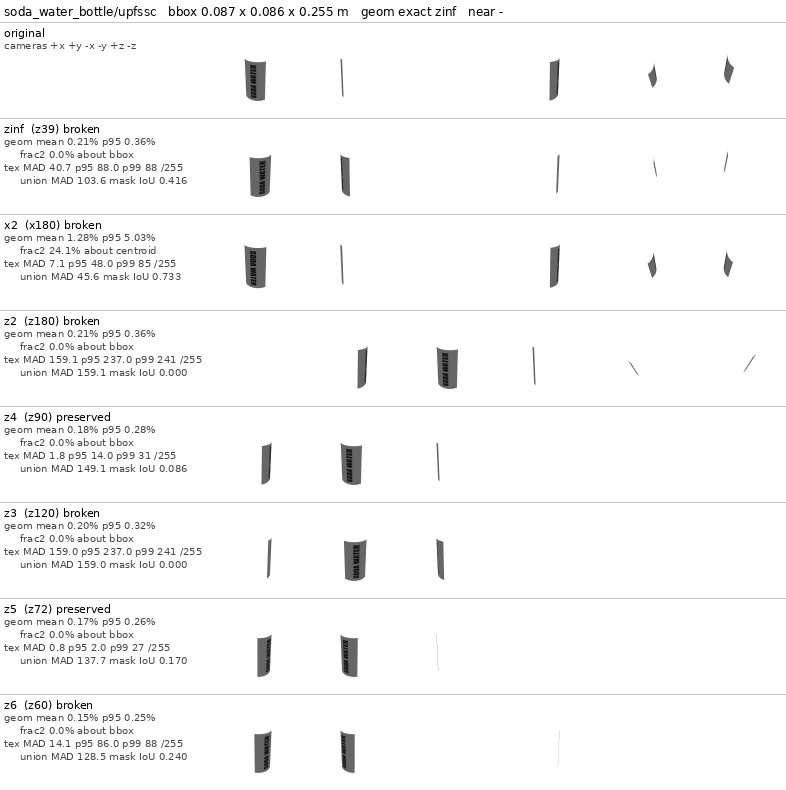 soda_water_bottle/upfssc bbox 0.087 x 0.086 x 0.255 m geom exact zinf near -
original
cameras +x +y -x -y +z -z
SODA WATER
zinf (z39) broken
geom mean 0.21% p95 0.36%
frac2 0.0% about bbox
tex MAD 40.7 p95 88.0 p99 88 /255
union MAD 103.6 mask IoU 0.416
SODA WATER
x2 (x180) broken
geom mean 1.28% p95 5.03%
frac2 24.1% about centroid
tex MAD 7.1 p95 48.0 p99 85 /255
union MAD 45.6 mask IoU 0.733
SODA WATER
z2 (z180) broken
geom mean 0.21% p95 0.36%
frac2 0.0% about bbox
tex MAD 159.1 p95 237.0 p99 241 /255
union MAD 159.1 mask IoU 0.000
SODA WATER
z4 (z90) preserved
geom mean 0.18% p95 0.28%
frac2 0.0% about bbox
tex MAD 1.8 p95 14.0 p99 31 /255
union MAD 149.1 mask IoU 0.086
SODA WATER
z3 (z120) broken
geom mean 0.20% p95 0.32%
frac2 0.0% about bbox
tex MAD 159.0 p95 237.0 p99 241 /255
union MAD 159.0 mask IoU 0.000
SODA WATER
z5 (z72) preserved
geom mean 0.17% p95 0.26%
frac2 0.0% about bbox
tex MAD 0.8 p95 2.0 p99 27 /255
union MAD 137.7 mask IoU 0.170
SODA WATER
SODA WATER
z6 (z60) broken
geom mean 0.15% p95 0.25%
frac2 0.0% about bbox
tex MAD 14.1 p95 86.0 p99 88 /255
union MAD 128.5 mask IoU 0.240
SODA WATER
SODA WATER